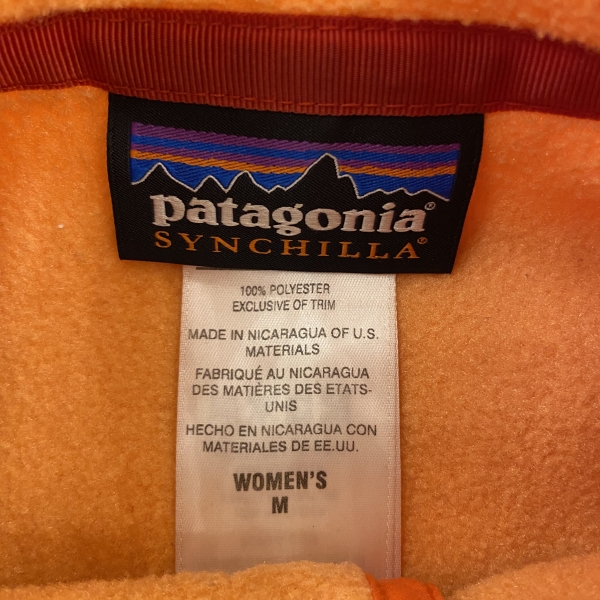 patagonia®
SYNCHILLA®
100% POLYESTER
EXCLUSIVE OF TRIM
MADE IN NICARAGUA OF U.S.
MATERIALS
FABRIQUÉ AU NICARAGUA
DES MATIÈRES DES ETATS-
UNIS
HECHO EN NICARAGUA CON
MATERIALES DE EE.UU.
WOMEN'S
M